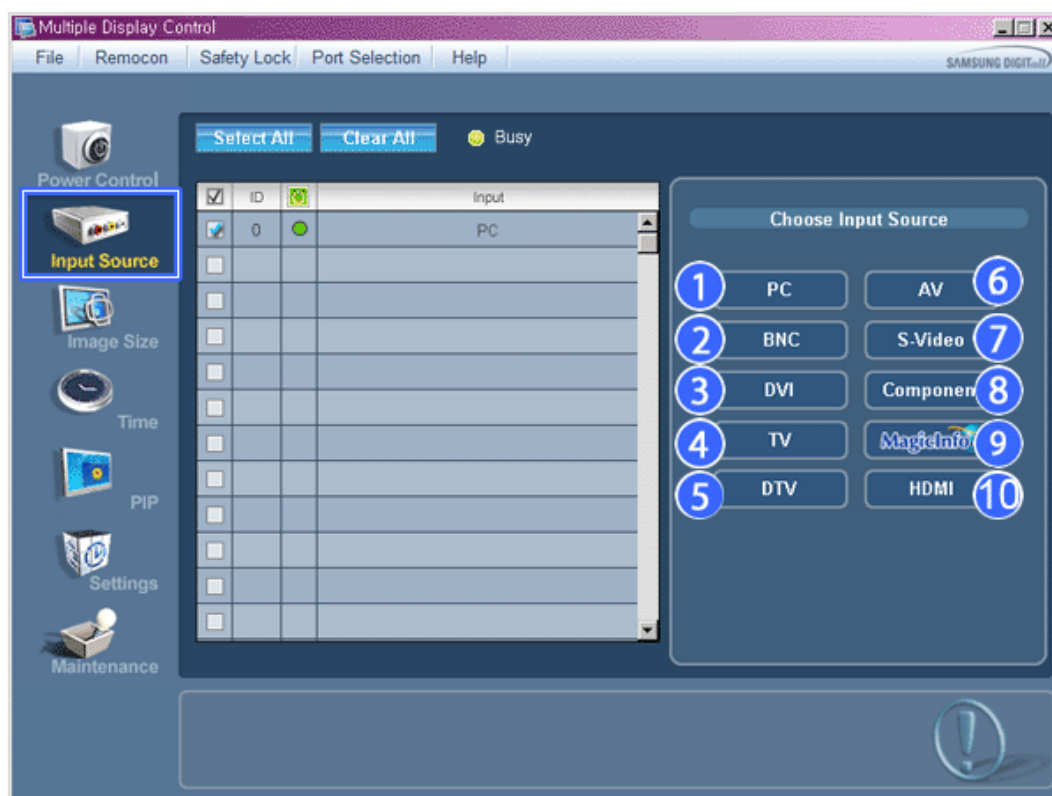 Multiple Display Control
File Remocon Safety Lock Port Selection Help
SAMSUNG DIGITall
Select All Clear All Busy
Power Control
Input Source
Image Size
Time
PIP
Settings
Maintenance
ID Input
0 PC
Choose Input Source
1 PC AV 6
2 BNC S-Video 7
3 DVI Componen 8
4 TV MagicInfo 9
5 DTV HDMI 10